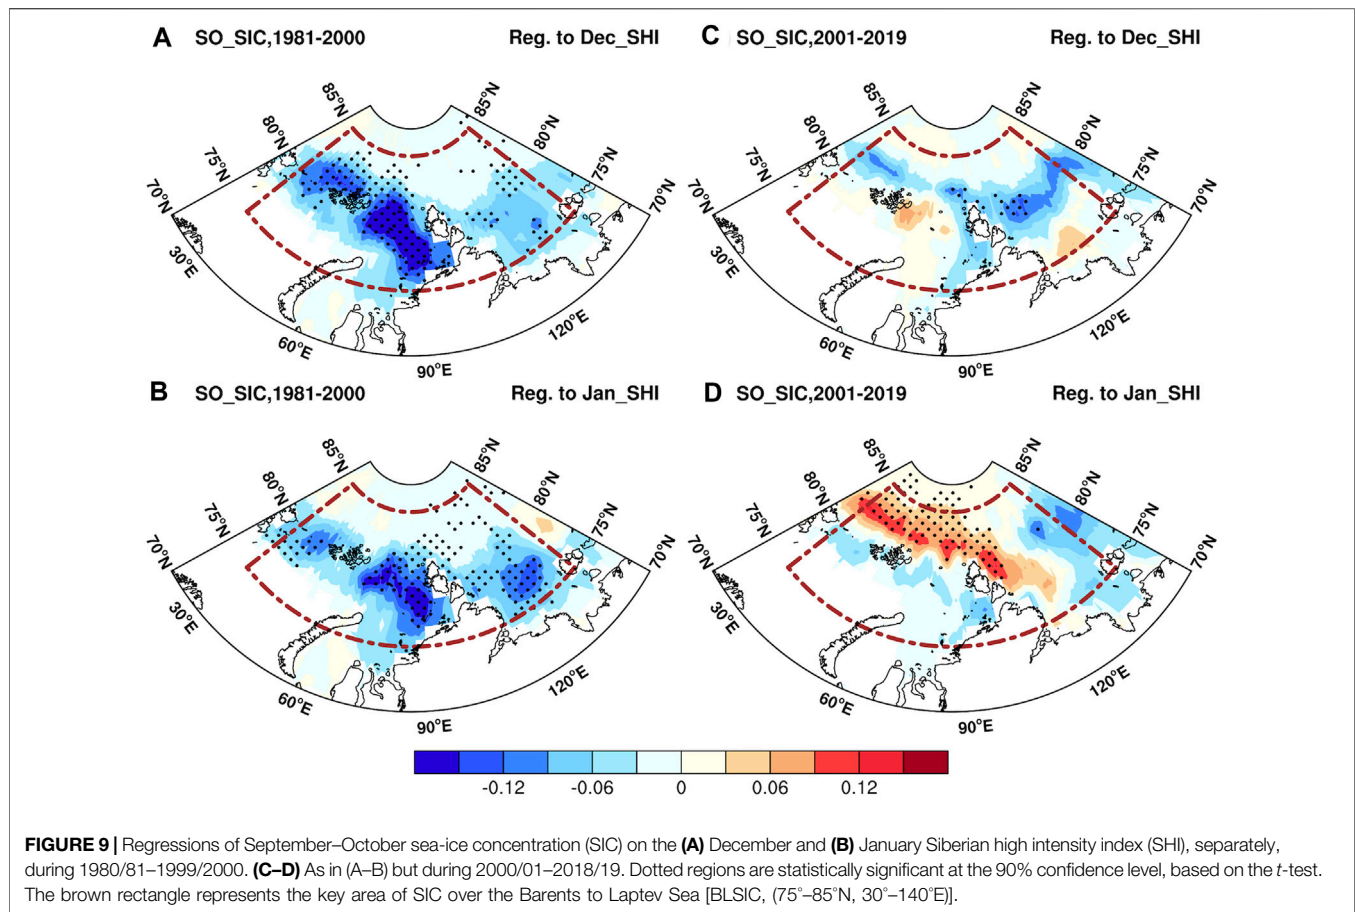 A SO_SIC,1981-2000 Reg. to Dec_SHI
85°N 85°N
80°N 80°N
75°N 75°N
70°N 70°N
30°E
60°E 120°E
90°E
C SO_SIC,2001-2019 Reg. to Dec_SHI
85°N 85°N
80°N 80°N
75°N 75°N
70°N 70°N
30°E
60°E 120°E
90°E
B SO_SIC,1981-2000 Reg. to Jan_SHI
85°N 85°N
80°N 80°N
75°N 75°N
70°N 70°N
30°E
60°E 120°E
90°E
D SO_SIC,2001-2019 Reg. to Jan_SHI
85°N 85°N
80°N 80°N
75°N 75°N
70°N 70°N
30°E
60°E 120°E
90°E
-0.12 -0.06 0 0.06 0.12
FIGURE 9 | Regressions of September–October sea-ice concentration (SIC) on the (A) December and (B) January Siberian high intensity index (SHI), separately,
during 1980/81–1999/2000. (C–D) As in (A–B) but during 2000/01–2018/19. Dotted regions are statistically significant at the 90% confidence level, based on the t-test.
The brown rectangle represents the key area of SIC over the Barents to Laptev Sea [BLSIC, (75°–85°N, 30°–140°E)].